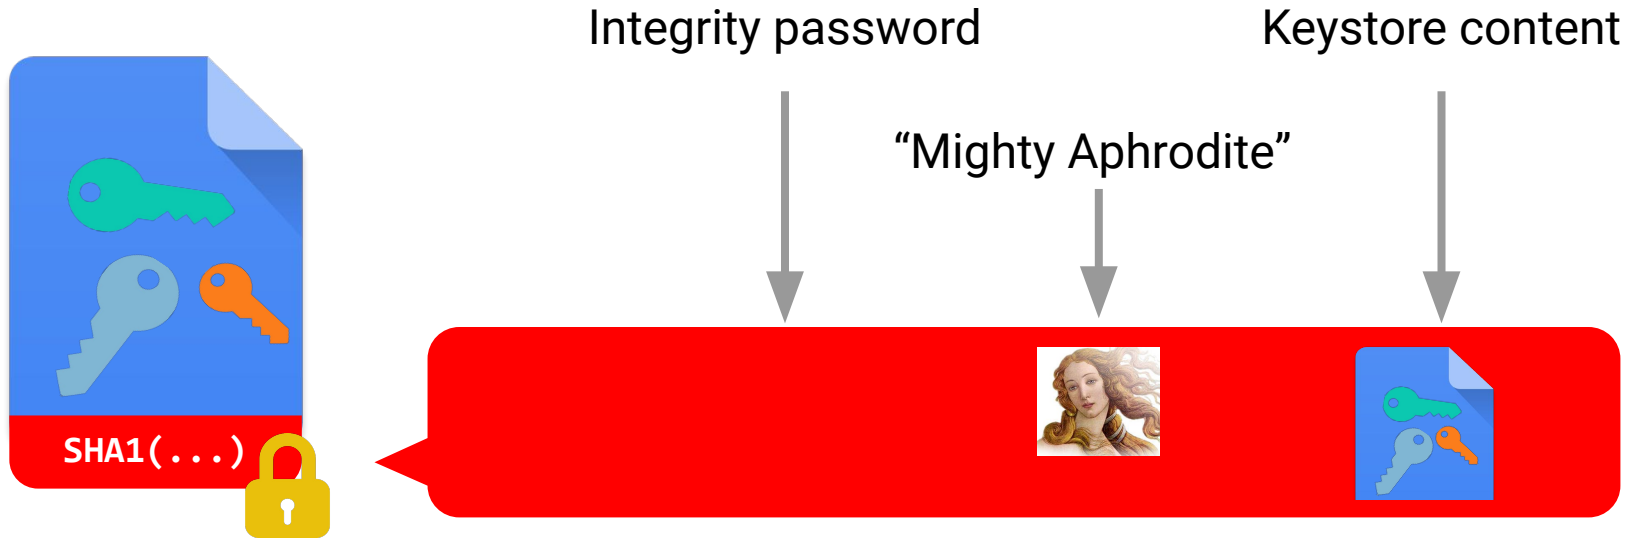 Integrity password
Keystore content
“Mighty Aphrodite”
SHA1(...)